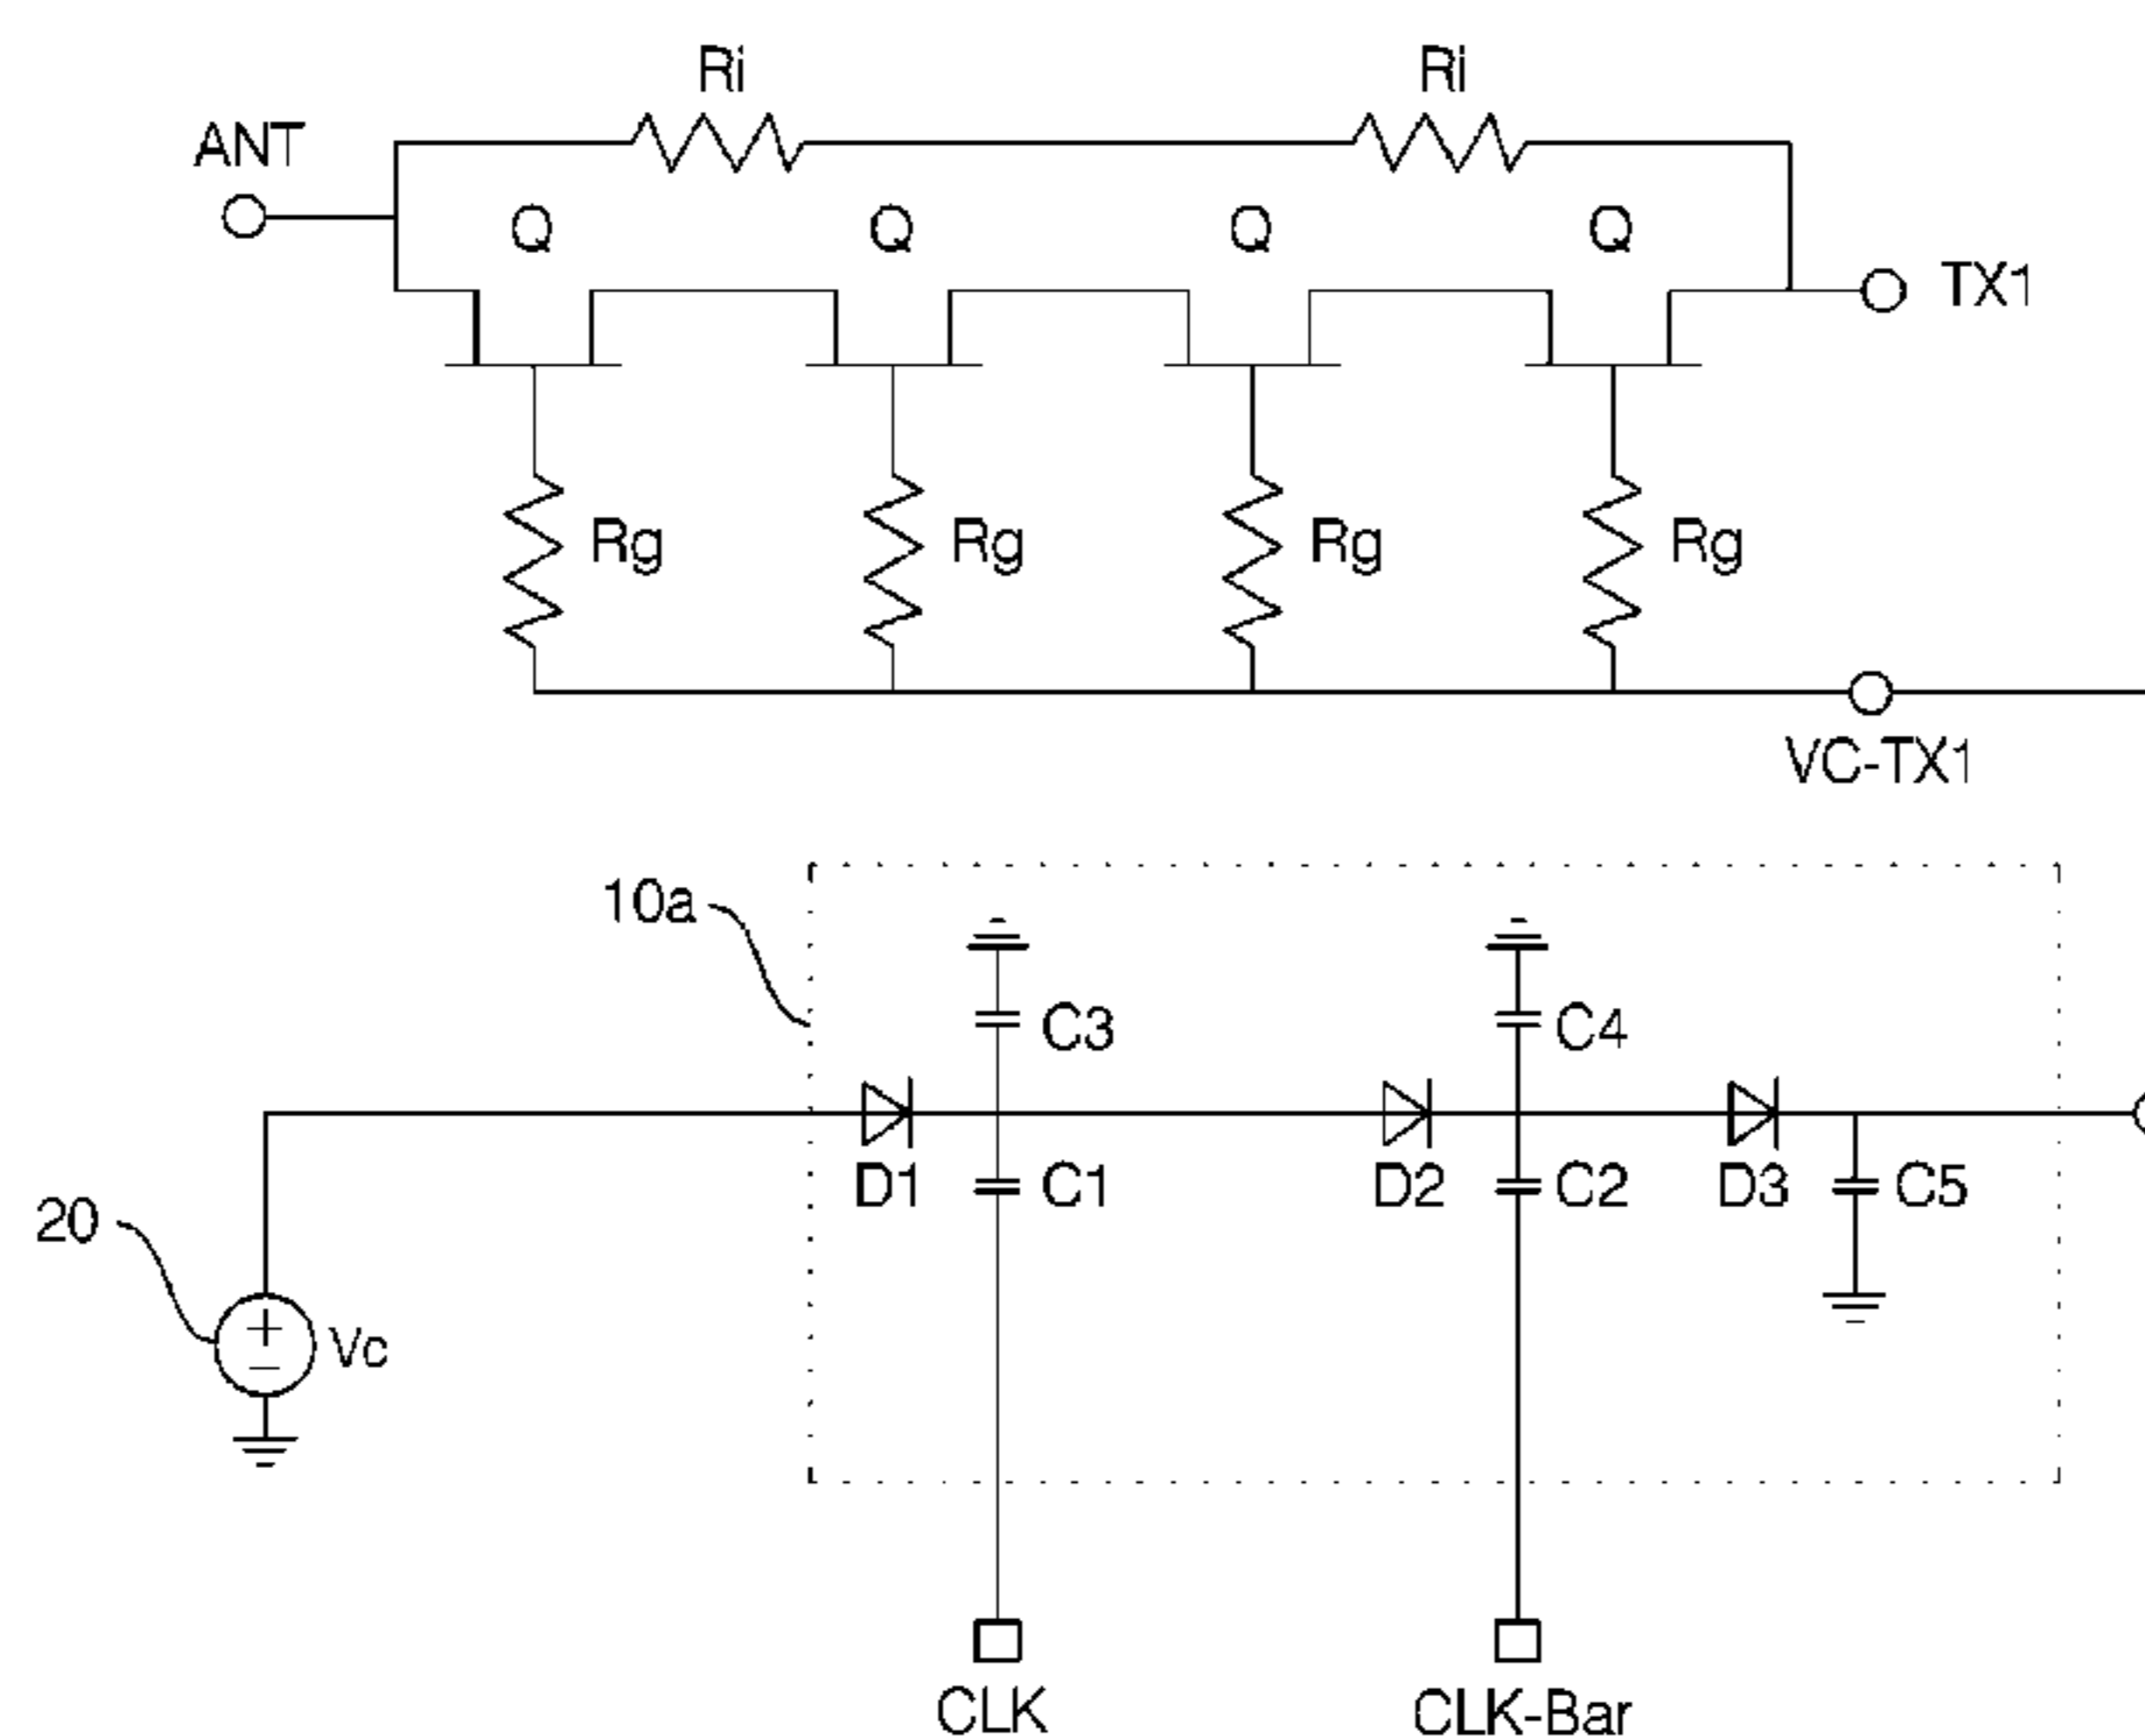 Ri Ri
ANT
Q Q Q Q
TX1
Rg Rg Rg Rg
VC-TX1
10a
C3 C4
D1 C1 D2 C2 D3 C5
20
+
−
Vc
CLK CLK-Bar